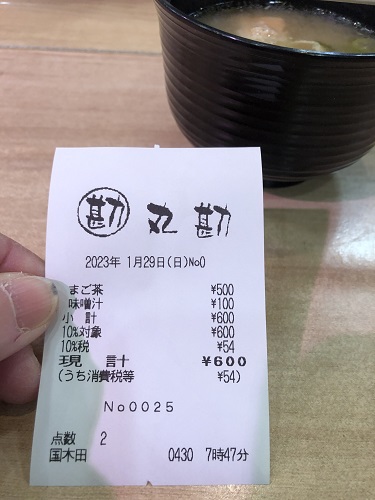 勘 丸勘
2023年 1月29日(日)No0
まご茶 ¥500
味噌汁 ¥100
小 計 ¥600
10%対象 ¥600
10%税 ¥54
現 計 ¥600
(うち消費税等 ¥54)
No0025
点数 2
国木田 0430 7時47分